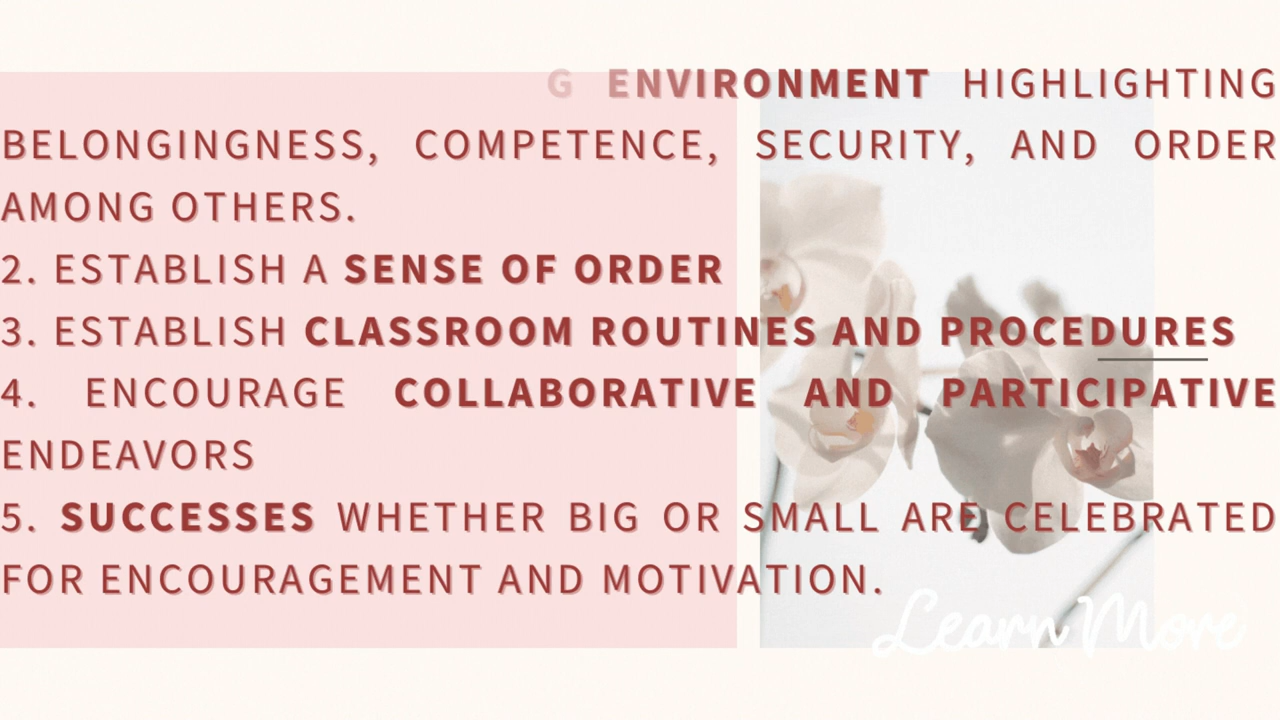 G ENVIRONMENT HIGHLIGHTING
BELONGINGNESS, COMPETENCE, SECURITY, AND ORDER
AMONG OTHERS.
2. ESTABLISH A SENSE OF ORDER
3. ESTABLISH CLASSROOM ROUTINES AND PROCEDURES
4. ENCOURAGE COLLABORATIVE AND PARTICIPATIVE
ENDEAVORS
5. SUCCESSES WHETHER BIG OR SMALL ARE CELEBRATED
FOR ENCOURAGEMENT AND MOTIVATION.
Learn More